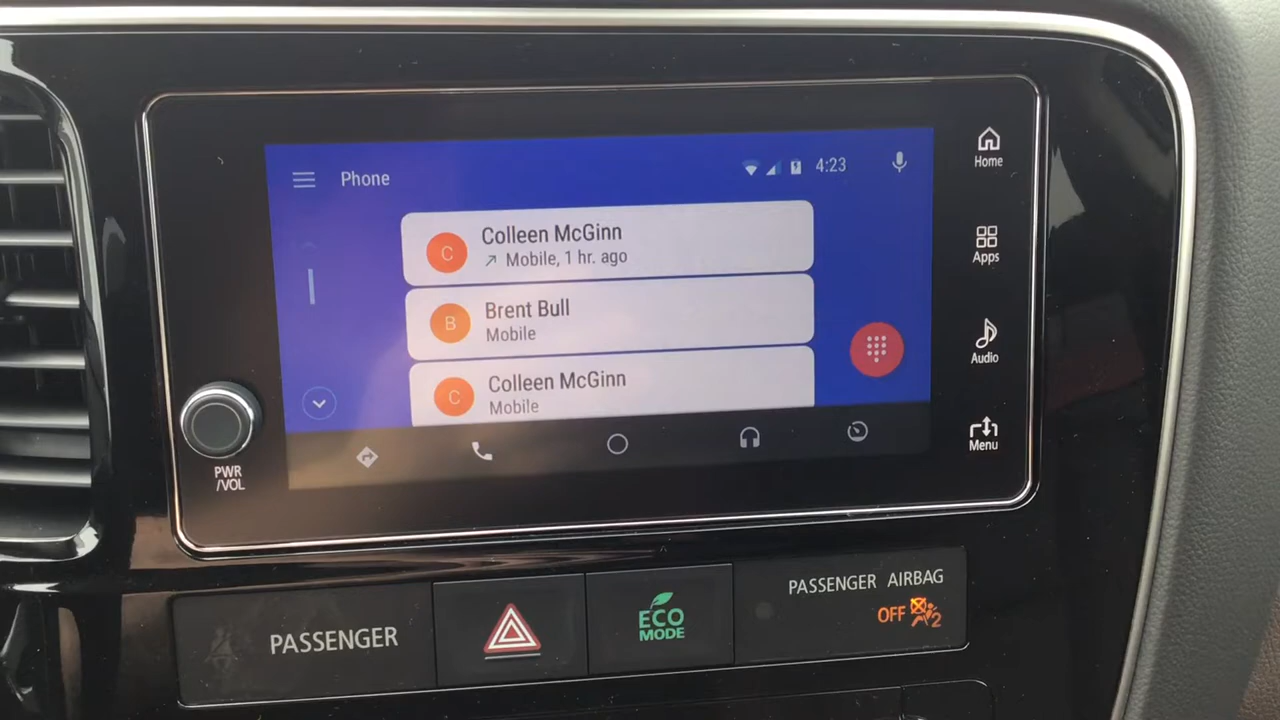 Phone
4:23
C
Colleen McGinn
Mobile, 1 hr. ago
B
Brent Bull
Mobile
C
Colleen McGinn
Mobile
Home
Apps
Audio
Menu
PWR
/VOL
PASSENGER
ECO
MODE
PASSENGER AIRBAG
OFF
2